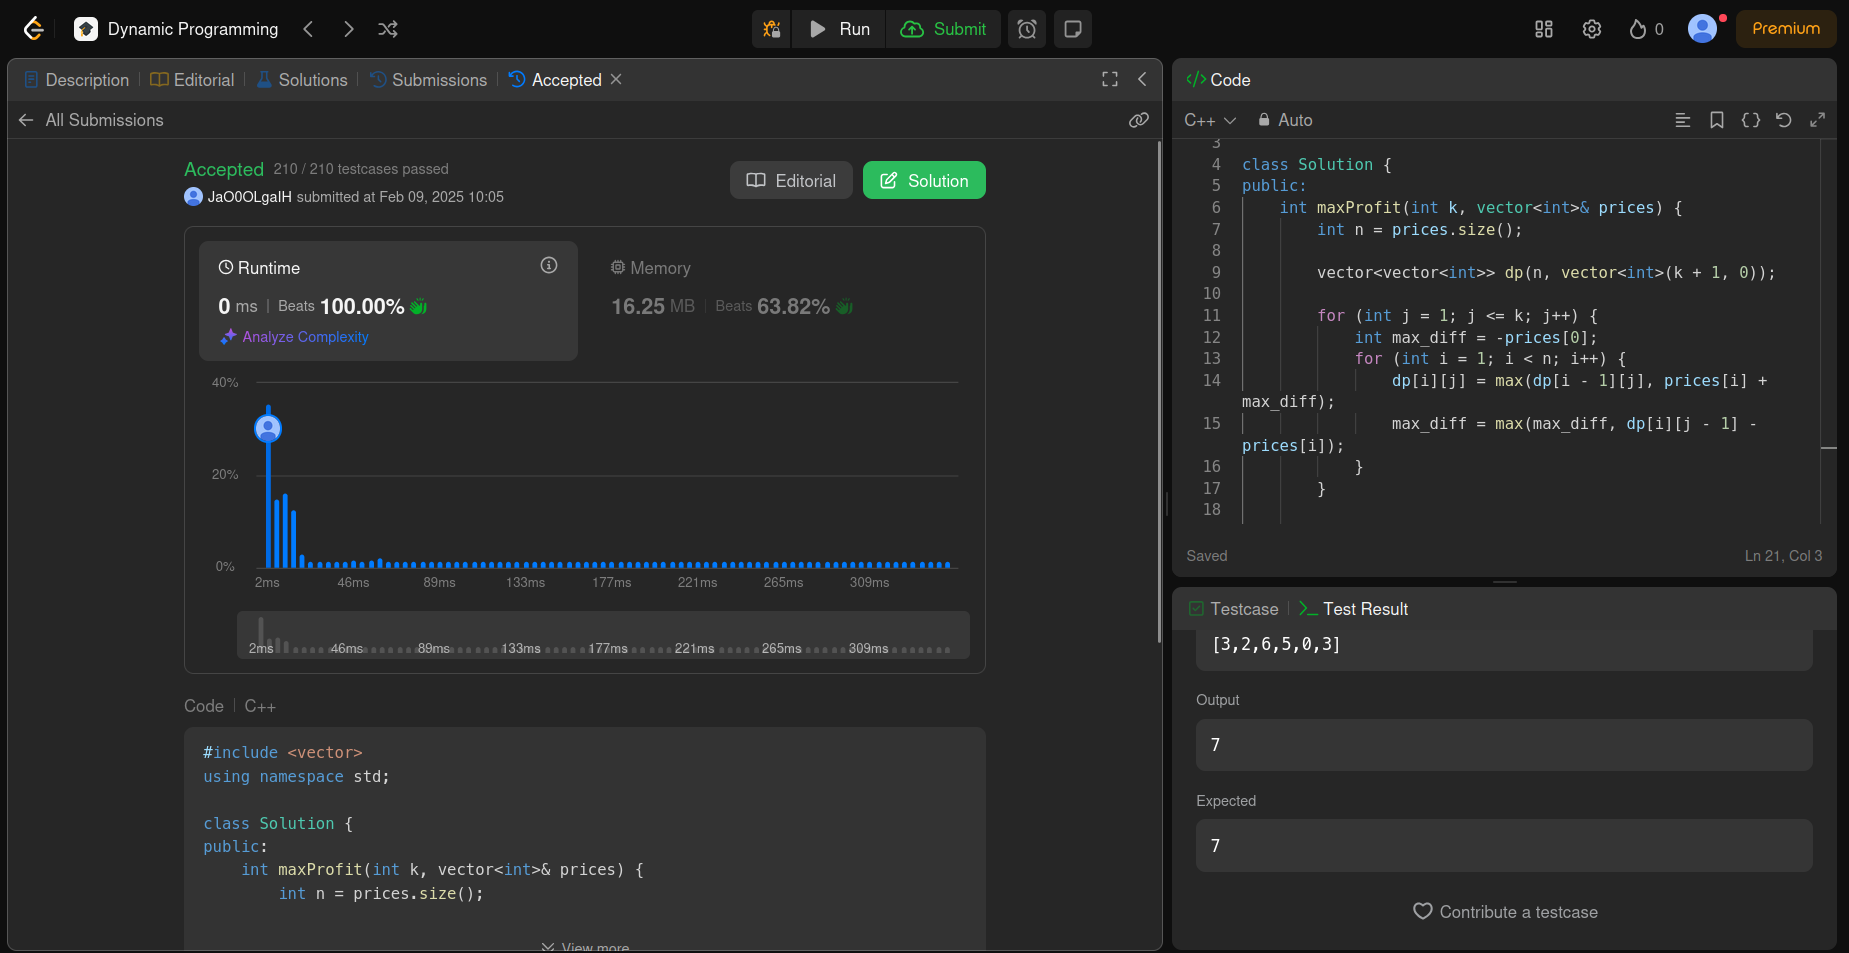 Dynamic Programming
Run
Submit
0
Premium
Description
Editorial
Solutions
Submissions
Accepted
All Submissions
Accepted 210 / 210 testcases passed
JaO0OLgaIH submitted at Feb 09, 2025 10:05
Editorial
Solution
Runtime
0 ms | Beats 100.00%
Analyze Complexity
Memory
16.25 MB | Beats 63.82%
40%
20%
0%
2ms 46ms 89ms 133ms 177ms 221ms 265ms 309ms
2ms 46ms 89ms 133ms 177ms 221ms 265ms 309ms
Code | C++
#include <vector>
using namespace std;
class Solution {
public:
    int maxProfit(int k, vector<int>& prices) {
        int n = prices.size();
View more
</> Code
C++
Auto
3
4 class Solution {
5 public:
6     int maxProfit(int k, vector<int>& prices) {
7         int n = prices.size();
8
9         vector<vector<int>> dp(n, vector<int>(k + 1, 0));
10
11         for (int j = 1; j <= k; j++) {
12             int max_diff = -prices[0];
13             for (int i = 1; i < n; i++) {
14                 dp[i][j] = max(dp[i - 1][j], prices[i] +
max_diff);
15                 max_diff = max(max_diff, dp[i][j - 1] -
prices[i]);
16             }
17         }
18
Saved
Ln 21, Col 3
Testcase
Test Result
[3,2,6,5,0,3]
Output
7
Expected
7
Contribute a testcase